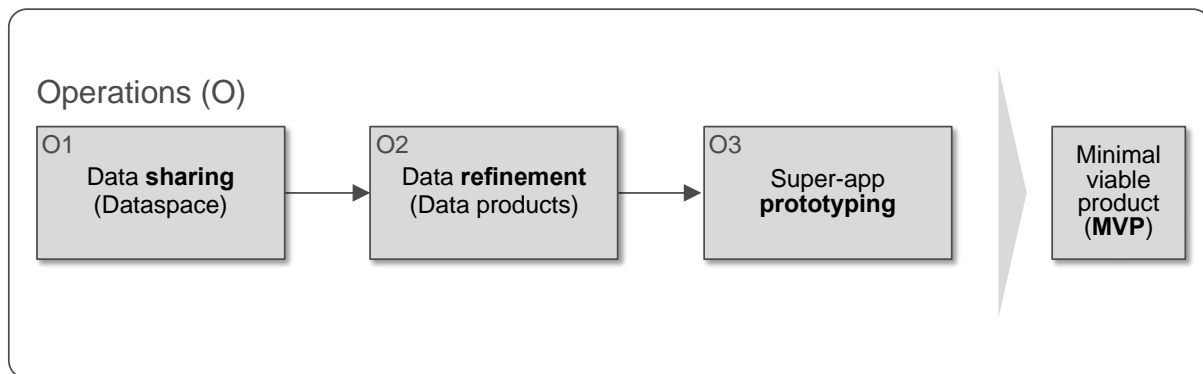 Operations (O)
O1
Data sharing
(Dataspace)
O2
Data refinement
(Data products)
O3
Super-app
prototyping
Minimal
viable
product
(MVP)